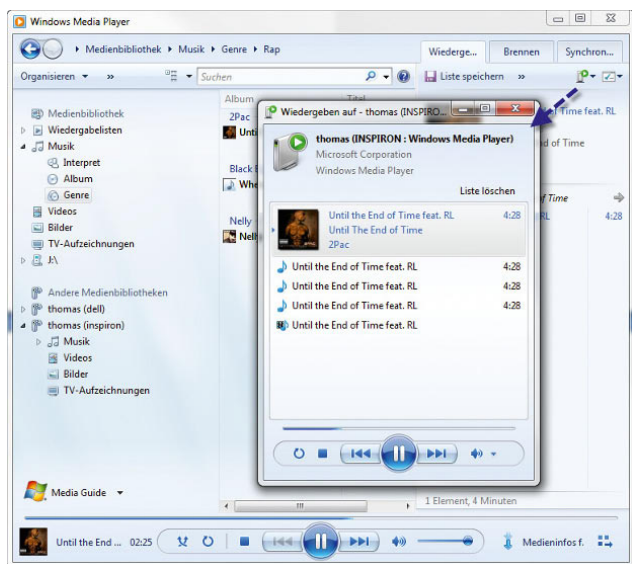 Windows Media Player
Medienbibliothek Musik Genre Rap
Wiederge... Brennen Synchron...
Organisieren » Suchen Liste speichern »
Medienbibliothek
Wiedergabelisten
Musik
Interpret
Album
Genre
Videos
Bilder
TV-Aufzeichnungen
Andere Medienbibliotheken
thomas (dell)
thomas (inspiron)
Musik
Videos
Bilder
TV-Aufzeichnungen
Media Guide
Album Titel
2Pac
Unti
Black E
Whe
Nelly
Nell
Wiedergeben auf - thomas (INSPIRO...
thomas (INSPIRON : Windows Media Player)
Microsoft Corporation
Windows Media Player
Liste löschen
Until the End of Time feat. RL 4:28
Until The End of Time
2Pac
Until the End of Time feat. RL 4:28
Until the End of Time feat. RL 4:28
Until the End of Time feat. RL 4:28
Until the End of Time feat. RL
Time feat. RL
d of Time
of Time
RL 4:28
1 Element, 4 Minuten
Until the End ... 02:25
Medieninfos f.